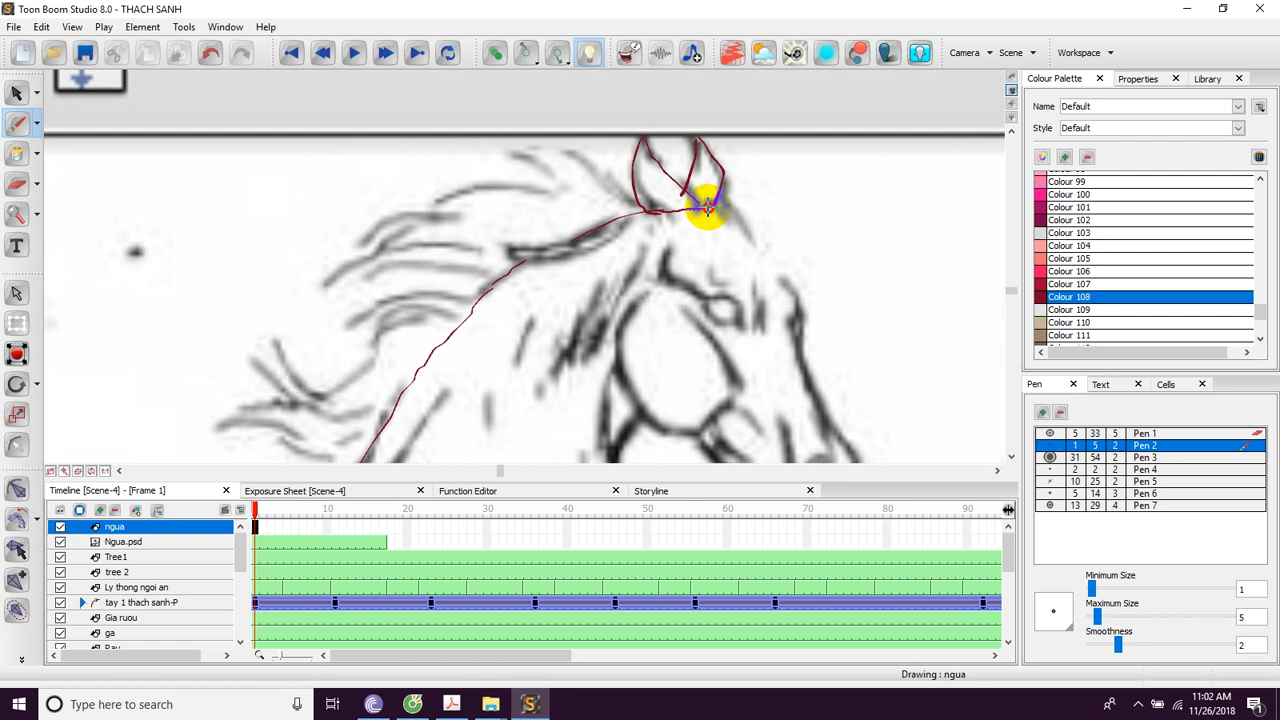 Toon Boom Studio 8.0 - THACH SANH
File Edit View Play Element Tools Window Help
Camera Scene Workspace
Colour Palette Properties Library
Name Default
Style Default
Colour 99
Colour 100
Colour 101
Colour 102
Colour 103
Colour 104
Colour 105
Colour 106
Colour 107
Colour 108
Colour 109
Colour 110
Colour 111
Pen Text Cells
5 33 5 Pen 1
1 5 2 Pen 2
31 54 2 Pen 3
2 2 2 Pen 4
10 25 2 Pen 5
5 14 3 Pen 6
13 29 4 Pen 7
Minimum Size
1
Maximum Size
5
Smoothness
2
Timeline [Scene-4] - [Frame 1] Exposure Sheet [Scene-4] Function Editor Storyline
10 20 30 40 50 60 70 80 90
ngua
Ngua.psd
Tree1
tree 2
Ly thong ngoi an
tay 1 thach sanh-P
Gia ruou
ga
Drawing : ngua
Type here to search
11:02 AM
11/26/2018